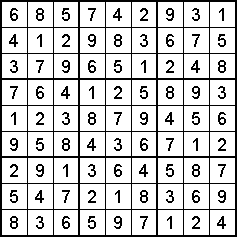 6 8 5 7 4 2 9 3 1
4 1 2 9 8 3 6 7 5
3 7 9 6 5 1 2 4 8
7 6 4 1 2 5 8 9 3
1 2 3 8 7 9 4 5 6
9 5 8 4 3 6 7 1 2
2 9 1 3 6 4 5 8 7
5 4 7 2 1 8 3 6 9
8 3 6 5 9 7 1 2 4